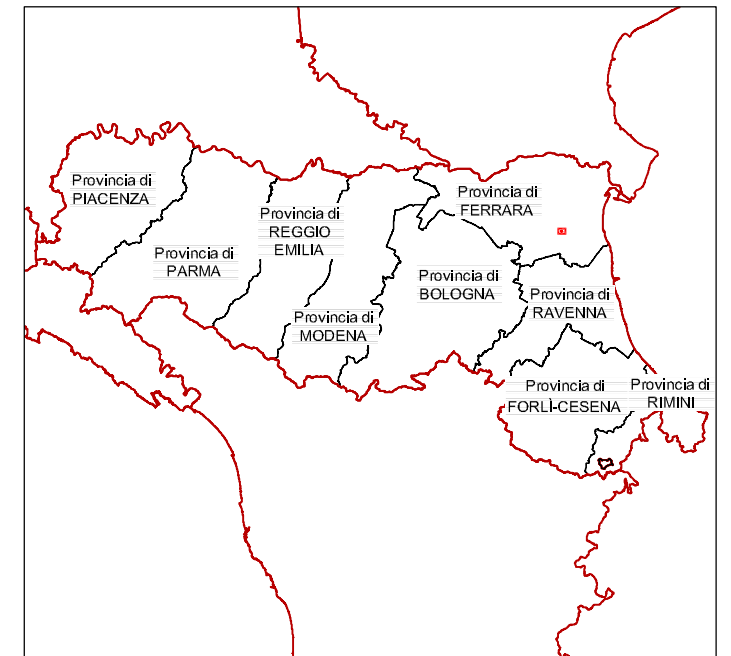 Provincia di
PIACENZA
Provincia di
PARMA
Provincia di
REGGIO
EMILIA
Provincia di
MODENA
Provincia di
BOLOGNA
Provincia di
FERRARA
Provincia di
RAVENNA
Provincia di
FORLÌ-CESENA
Provincia di
RIMINI